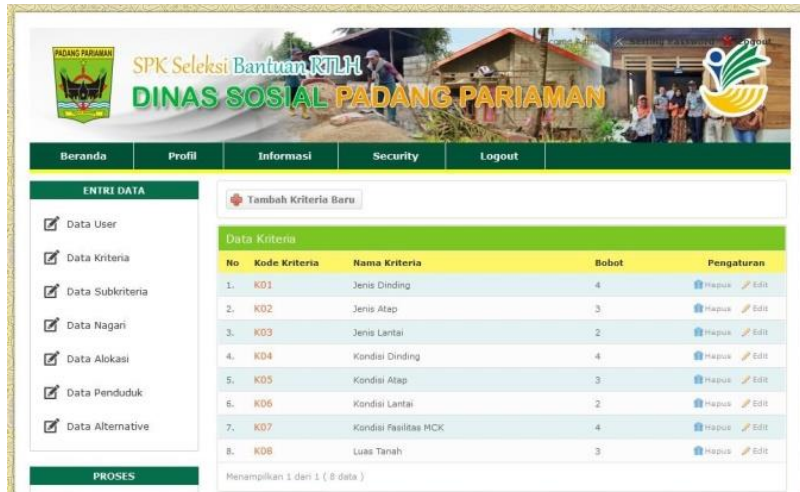 PADANG PARIAMAN
SPK Seleksi Bantuan RTLH
DINAS SOSIAL PADANG PARIAMAN
Logout
Beranda Profil Informasi Security Logout
ENTRI DATA
Data User
Data Kriteria
Data Subkriteria
Data Nagari
Data Alokasi
Data Penduduk
Data Alternative
PROSES
Tambah Kriteria Baru
Data Kriteria
No Kode Kriteria Nama Kriteria Bobot Pengaturan
1. K01 Jenis Dinding 4 Hapus Edit
2. K02 Jenis Atap 3 Hapus Edit
3. K03 Jenis Lantai 2 Hapus Edit
4. K04 Kondisi Dinding 4 Hapus Edit
5. K05 Kondisi Atap 3 Hapus Edit
6. K06 Kondisi Lantai 2 Hapus Edit
7. K07 Kondisi Fasilitas MCK 4 Hapus Edit
8. K08 Luas Tanah 3 Hapus Edit
Menampilkan 1 dari 1 ( 8 data )